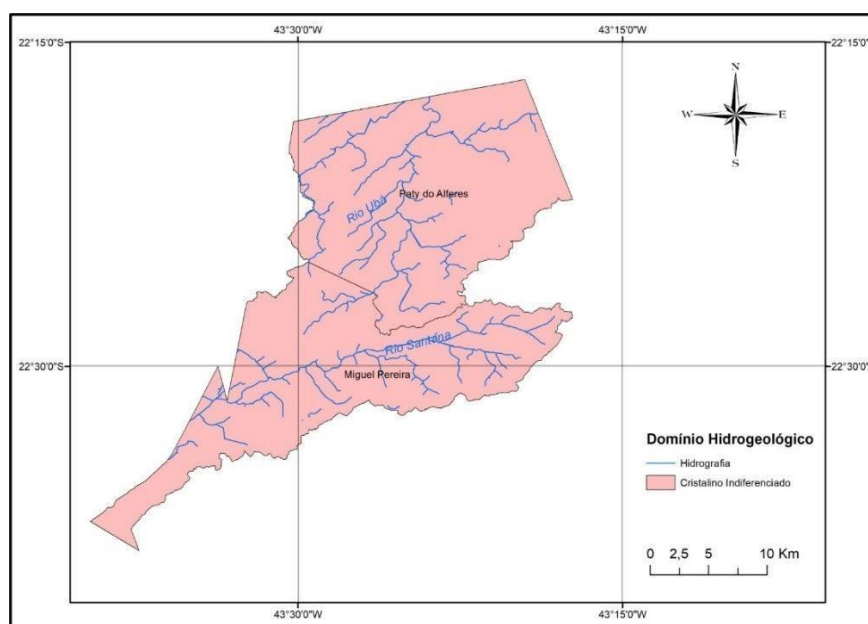 43°30'0"W 43°15'0"W
22°15'0"S 22°15'0"S
N
W E
S
Paty do Alferes
Rio Ubá
Rio Santana
22°30'0"S 22°30'0"S
Miguel Pereira
Domínio Hidrogeológico
Hidrografia
Cristalino Indiferenciado
0 2,5 5 10 Km
43°30'0"W 43°15'0"W